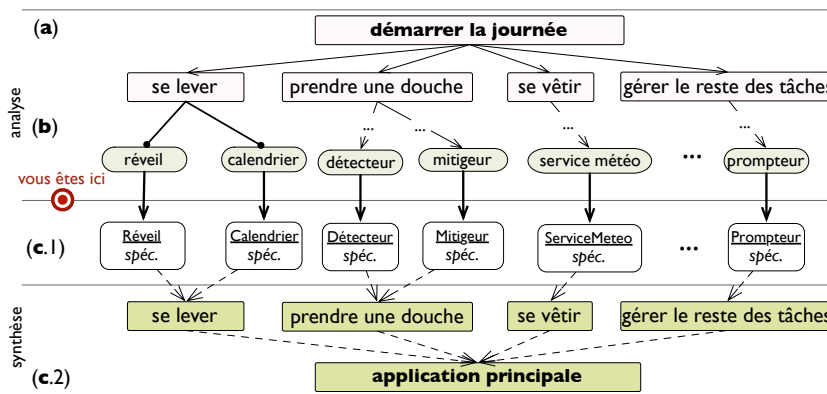 (a)
démarrer la journée
analyse
se lever
prendre une douche
se vêtir
gérer le reste des tâches
(b)
...
...
...
...
réveil
calendrier
détecteur
mitigeur
service météo
...
prompteur
vous êtes ici
(c.1)
Réveil
spéc.
Calendrier
spéc.
Détecteur
spéc.
Mitigeur
spéc.
ServiceMeteo
spéc.
...
Prompteur
spéc.
synthèse
se lever
prendre une douche
se vêtir
gérer le reste des tâches
(c.2)
application principale